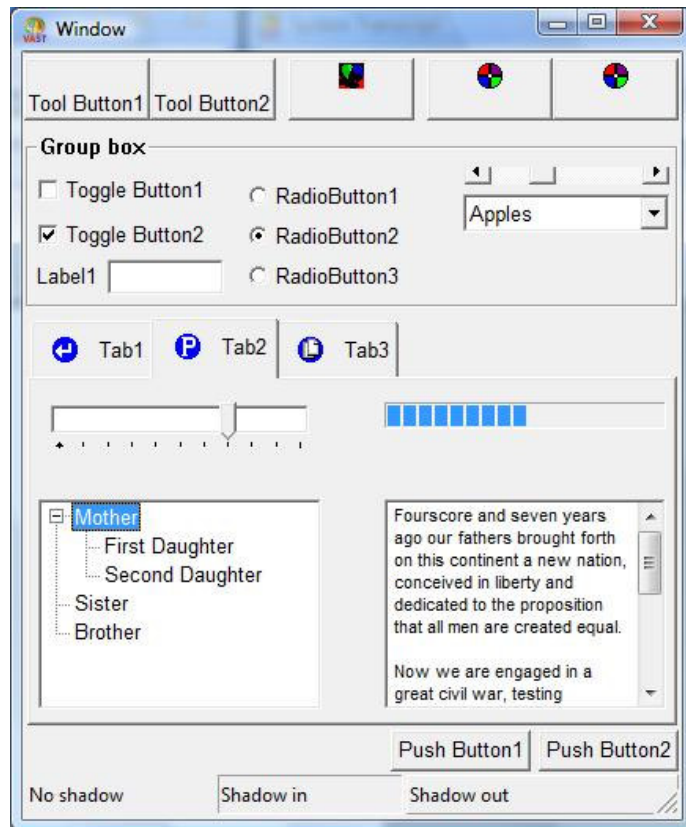 VAST
Window
Tool Button1 Tool Button2
Group box
Toggle Button1
RadioButton1
Apples
Toggle Button2
RadioButton2
Label1
RadioButton3
Tab1 P Tab2 Tab3
Mother
First Daughter
Second Daughter
Sister
Brother
Fourscore and seven years
ago our fathers brought forth
on this continent a new nation,
conceived in liberty and
dedicated to the proposition
that all men are created equal.
Now we are engaged in a
great civil war, testing
Push Button1 Push Button2
No shadow Shadow in Shadow out